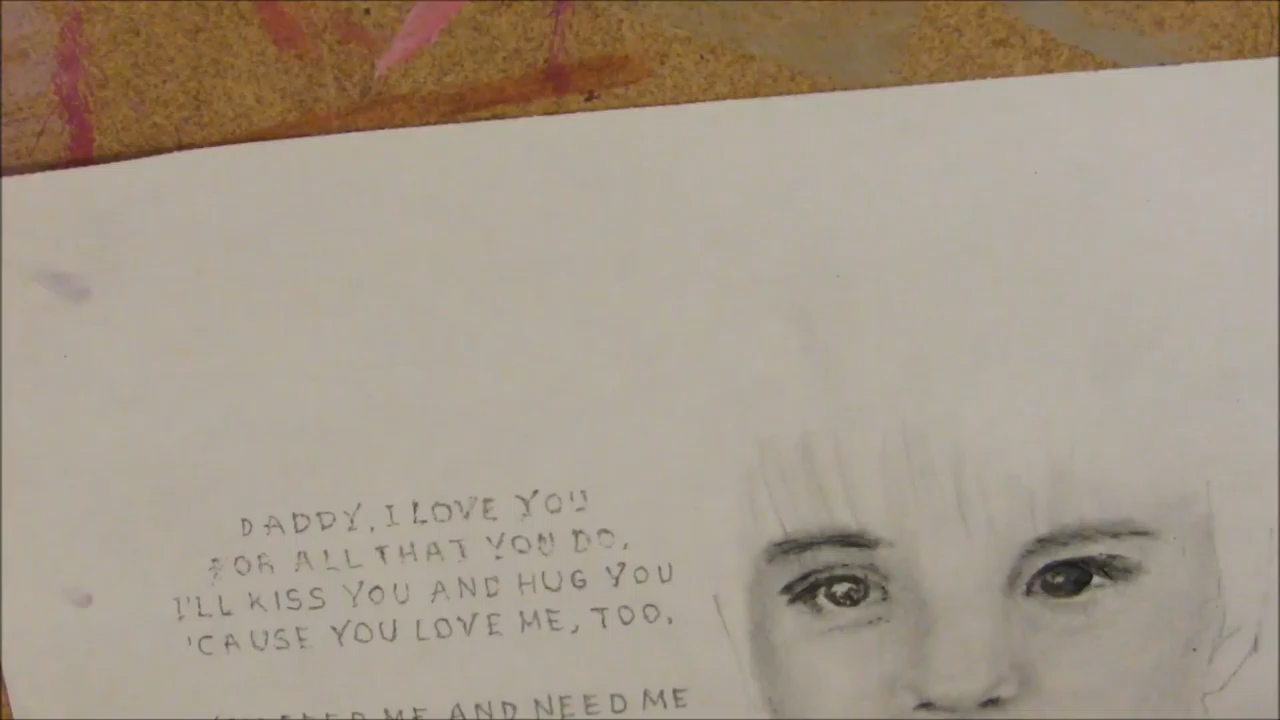 DADDY, I LOVE YOU
FOR ALL THAT YOU DO,
I'LL KISS YOU AND HUG YOU
'CAUSE YOU LOVE ME, TOO.
ME AND NEED ME